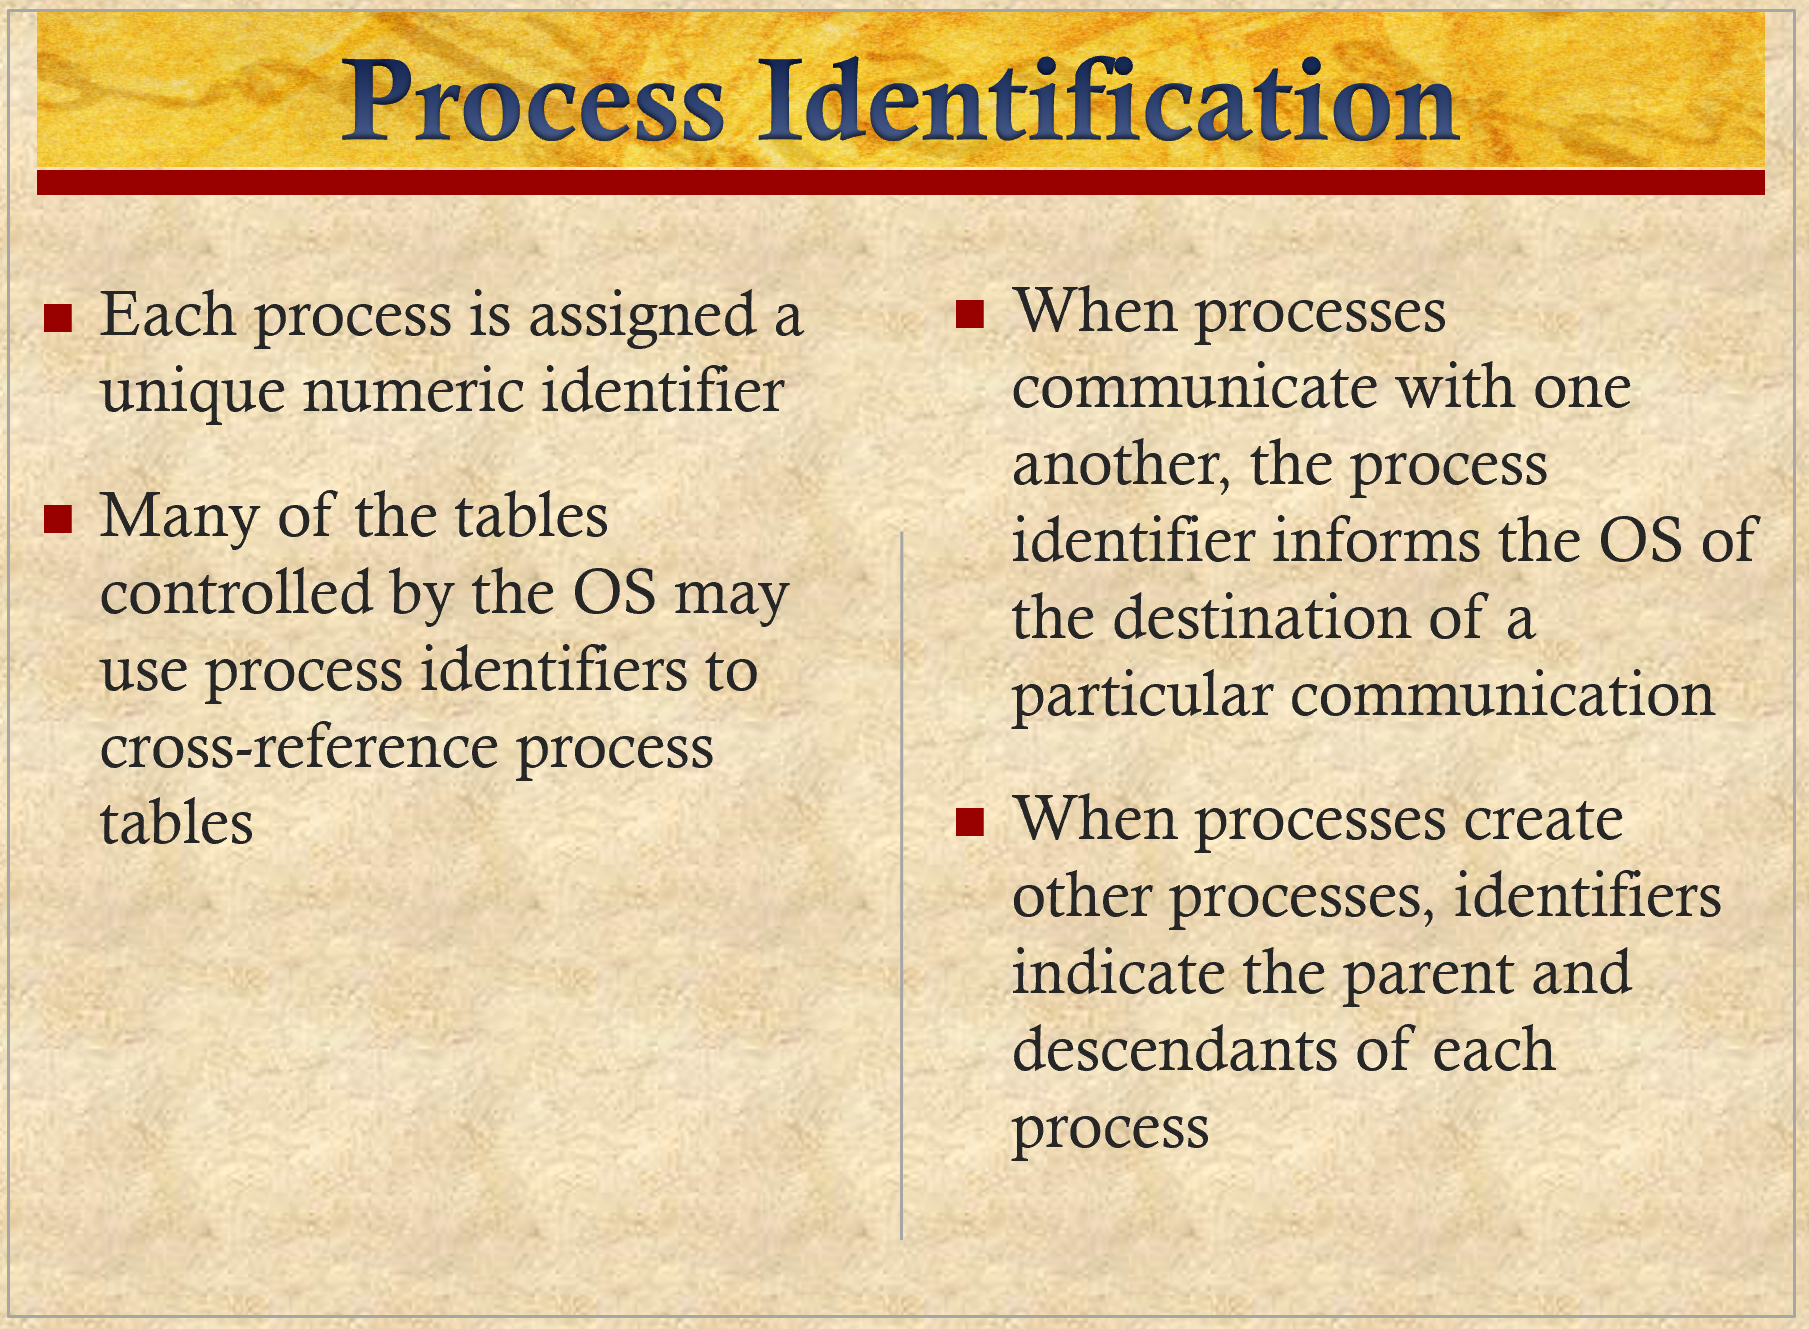 Process Identification
Each process is assigned a
unique numeric identifier
Many of the tables
controlled by the OS may
use process identifiers to
cross-reference process
tables
When processes
communicate with one
another, the process
identifier informs the OS of
the destination of a
particular communication
When processes create
other processes, identifiers
indicate the parent and
descendants of each
process